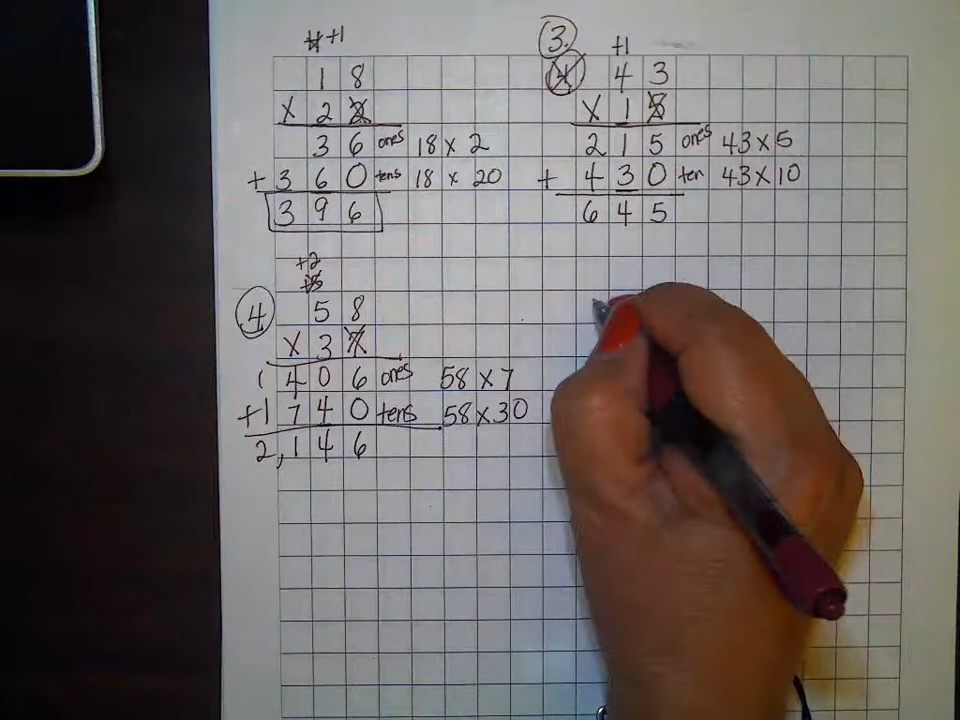 +1 +1
1 8
X 2 2
3 6 ones 18 x 2
+ 3 6 0 tens 18 x 20
3 9 6
3.
+1
4 4 3
X 1 5
2 1 5 ones 43 x 5
+ 4 3 0 ten 43 x 10
6 4 5
+2
+5
4 5 8
X 3 7
1
4 0 6 ones 58 x 7
+1 7 4 0 tens 58 x 30
2,1 4 6